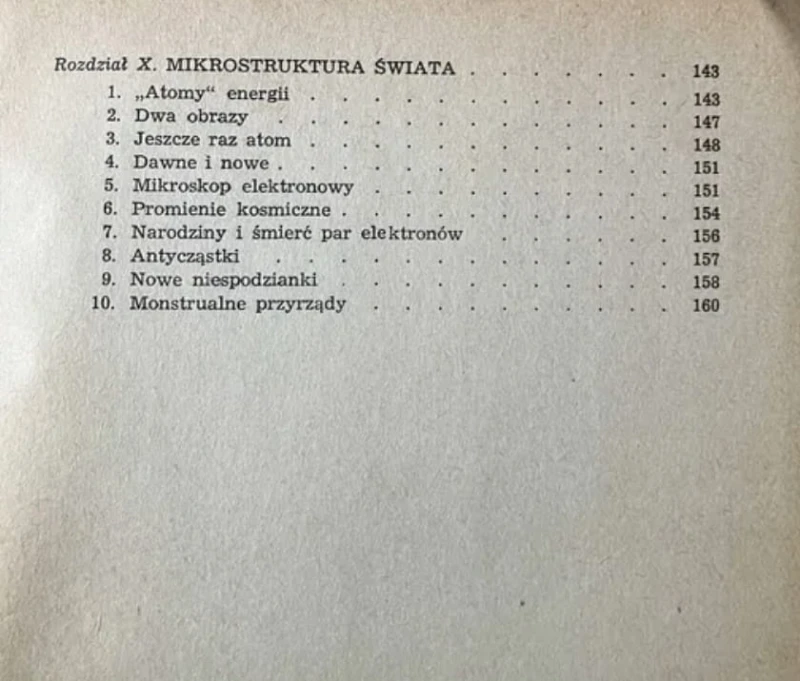 Rozdział X. MIKROSTRUKTURA ŚWIATA . . . . . . . 143
1. „Atomy“ energii . . . . . . . . . . . . 143
2. Dwa obrazy . . . . . . . . . . . . . 147
3. Jeszcze raz atom . . . . . . . . . . . . 148
4. Dawne i nowe . . . . . . . . . . . . . 151
5. Mikroskop elektronowy . . . . . . . . . . 151
6. Promienie kosmiczne . . . . . . . . . . . 154
7. Narodziny i śmierć par elektronów . . . . . . 156
8. Antycząstki . . . . . . . . . . . . . 157
9. Nowe niespodzianki . . . . . . . . . . . 158
10. Monstrualne przyrządy . . . . . . . . . . 160